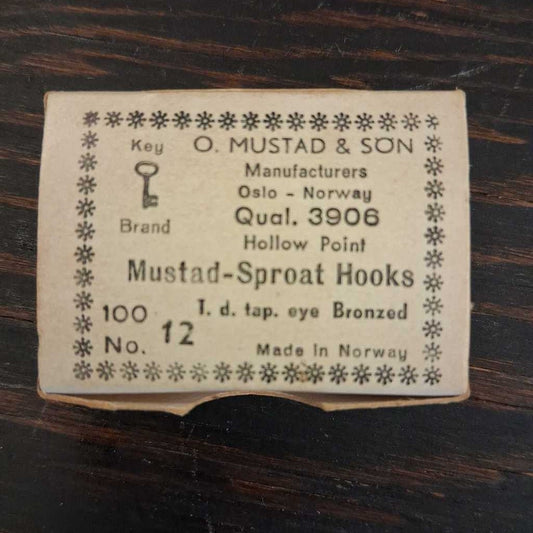 Key O. MUSTAD & SÖN
Manufacturers
Oslo - Norway
Qual. 3906
Brand
Hollow Point
Mustad-Sproat Hooks
T. d. tap. eye Bronzed
100
No. 12
Made in Norway